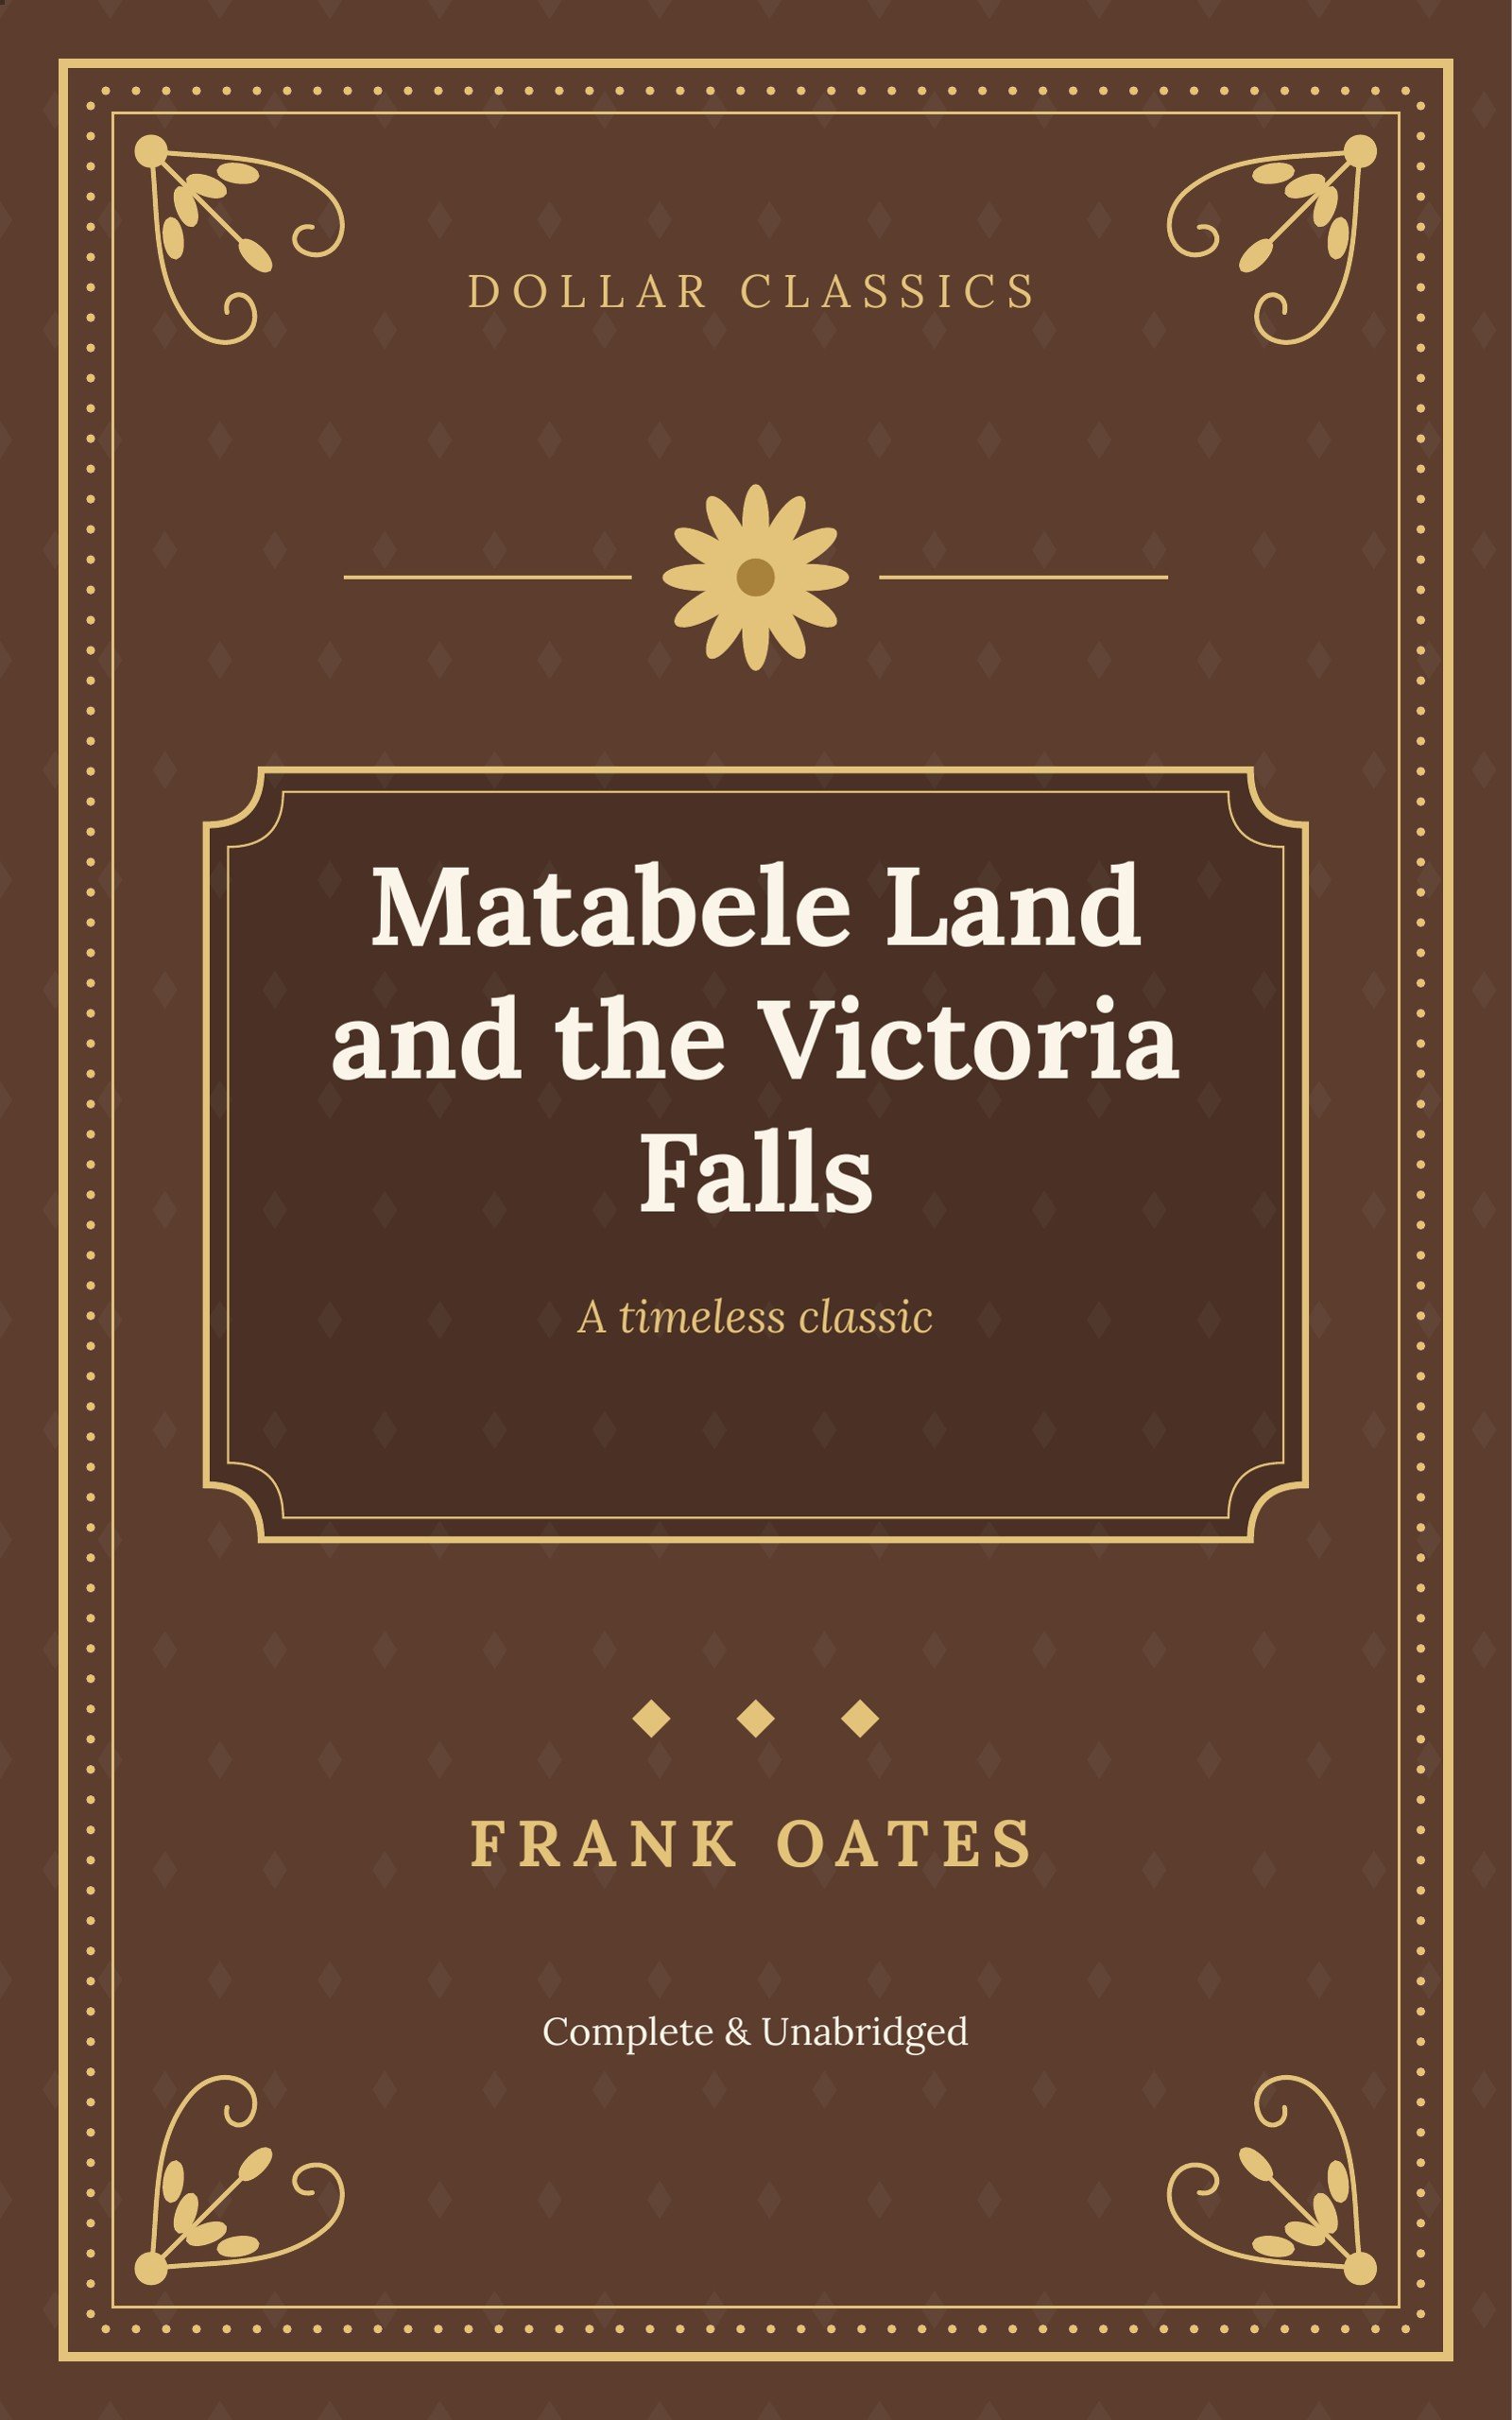 DOLLAR CLASSICS
Matabele Land
and the Victoria
Falls
A timeless classic
FRANK OATES
Complete & Unabridged